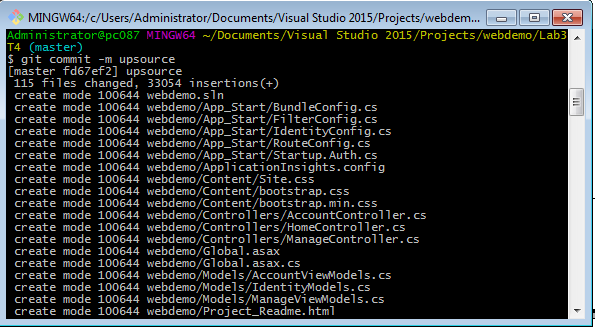 MINGW64:/c/Users/Administrator/Documents/Visual Studio 2015/Projects/webdem...
Administrator@pc087 MINGW64 ~/Documents/Visual Studio 2015/Projects/webdemo/Lab3
T4 (master)
$ git commit -m upsource
[master fd67ef2] upsource
 115 files changed, 33054 insertions(+)
 create mode 100644 webdemo.sln
 create mode 100644 webdemo/App_Start/BundleConfig.cs
 create mode 100644 webdemo/App_Start/FilterConfig.cs
 create mode 100644 webdemo/App_Start/IdentityConfig.cs
 create mode 100644 webdemo/App_Start/RouteConfig.cs
 create mode 100644 webdemo/App_Start/Startup.Auth.cs
 create mode 100644 webdemo/ApplicationInsights.config
 create mode 100644 webdemo/Content/Site.css
 create mode 100644 webdemo/Content/bootstrap.css
 create mode 100644 webdemo/Content/bootstrap.min.css
 create mode 100644 webdemo/Controllers/AccountController.cs
 create mode 100644 webdemo/Controllers/HomeController.cs
 create mode 100644 webdemo/Controllers/ManageController.cs
 create mode 100644 webdemo/Global.asax
 create mode 100644 webdemo/Global.asax.cs
 create mode 100644 webdemo/Models/AccountViewModels.cs
 create mode 100644 webdemo/Models/IdentityModels.cs
 create mode 100644 webdemo/Models/ManageViewModels.cs
 create mode 100644 webdemo/Project_Readme.html